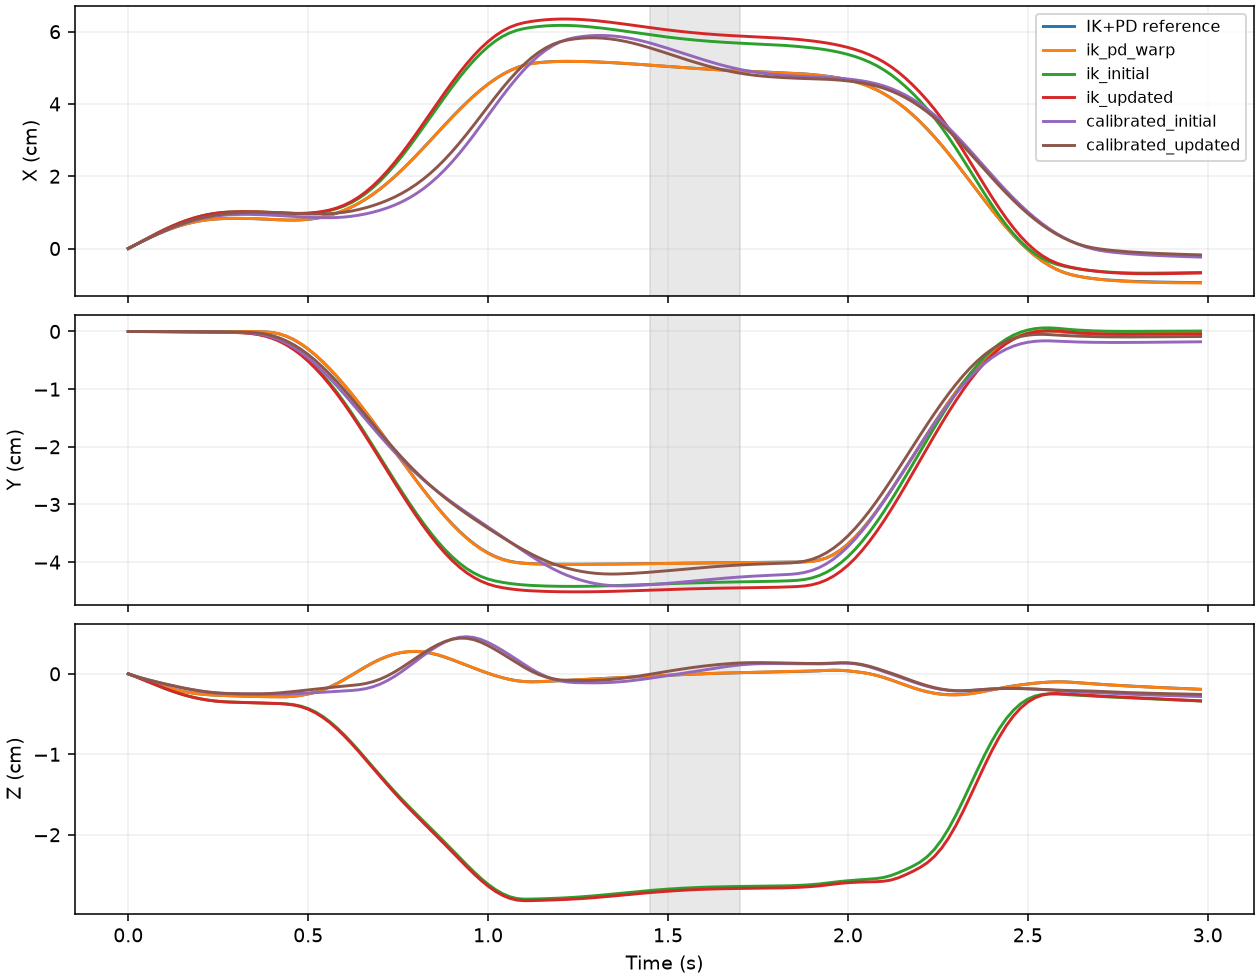 6
4
2
0
X (cm)
IK+PD reference
ik_pd_warp
ik_initial
ik_updated
calibrated_initial
calibrated_updated
0
−1
−2
−3
−4
Y (cm)
0
−1
−2
Z (cm)
0.0 0.5 1.0 1.5 2.0 2.5 3.0
Time (s)